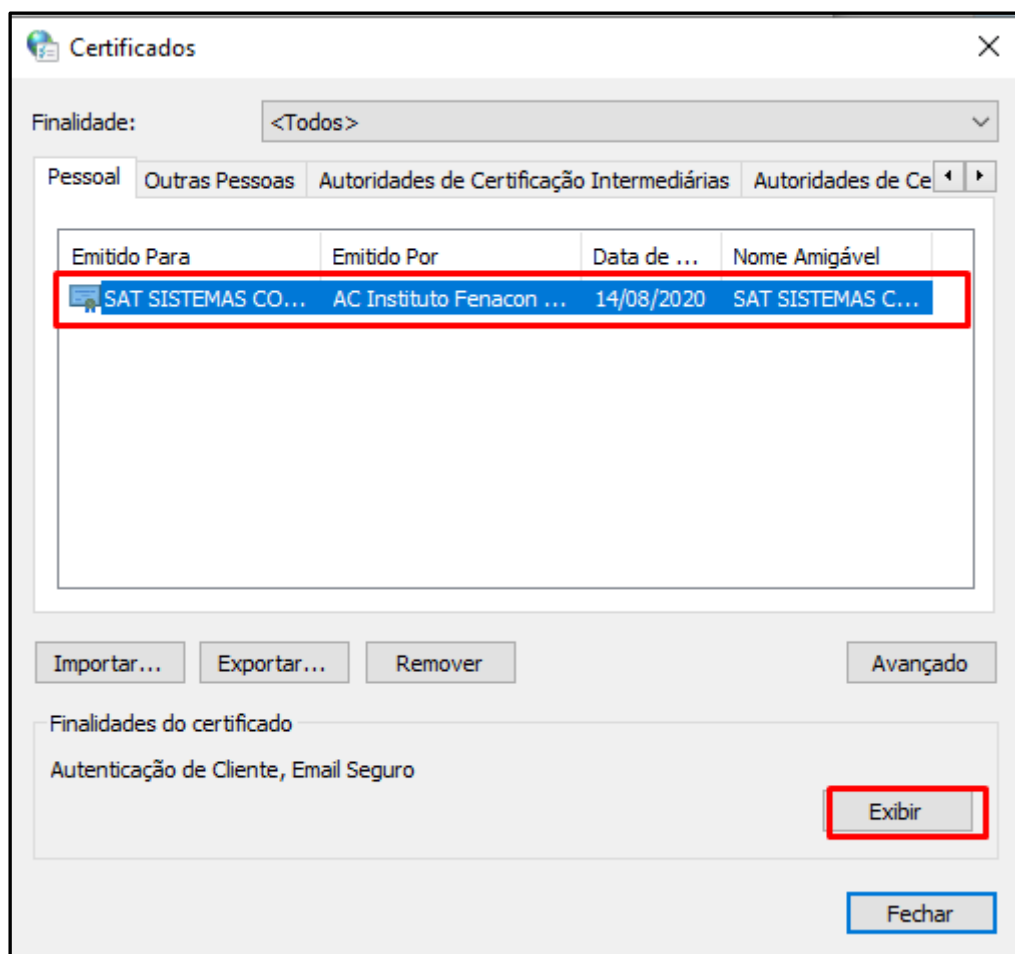 Certificados
Finalidade: <Todos>
Pessoal Outras Pessoas Autoridades de Certificação Intermediárias Autoridades de Ce
Emitido Para Emitido Por Data de ... Nome Amigável
SAT SISTEMAS CO... AC Instituto Fenacon ... 14/08/2020 SAT SISTEMAS C...
Importar... Exportar... Remover Avançado
Finalidades do certificado
Autenticação de Cliente, Email Seguro
Exibir
Fechar